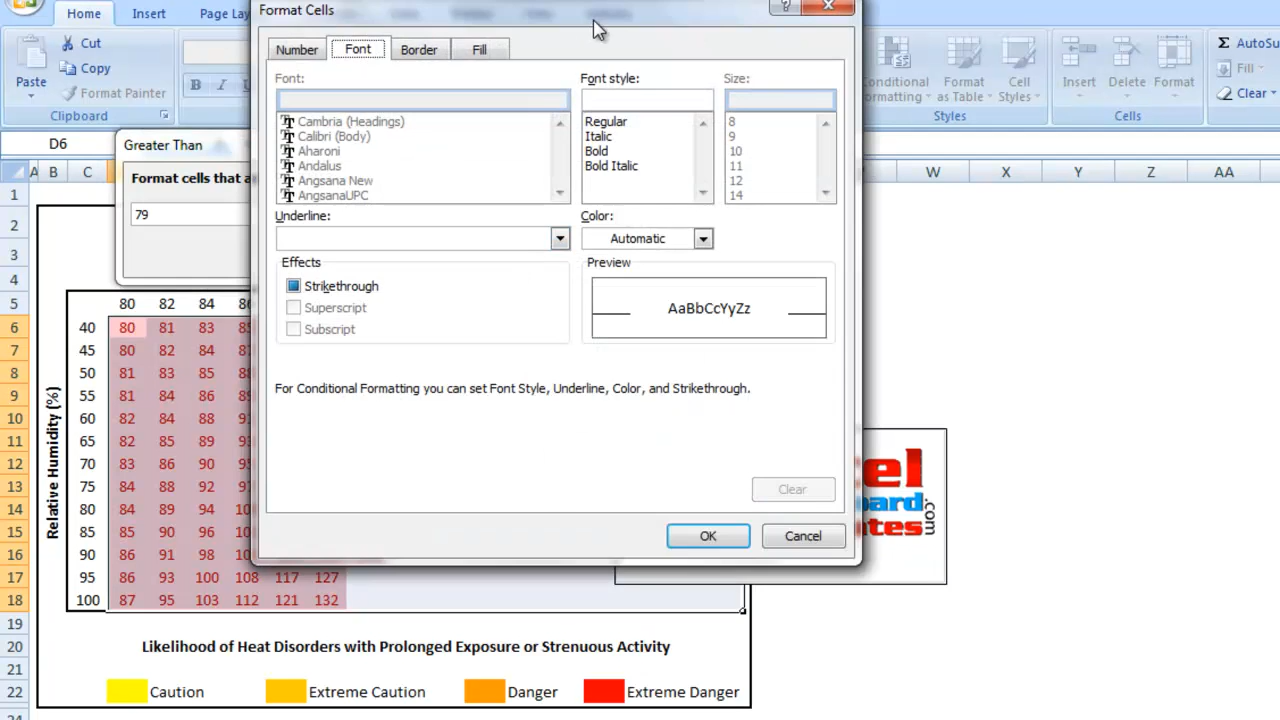 Format Cells
Home Insert Page Lay
Cut
Copy
Format Painter
Paste
Clipboard
B I U
Conditional Formatting
Format as Table
Cell Styles
Styles
Insert Delete Format
Cells
AutoSu
Fill
Clear
D6
Greater Than
Format cells that a
79
Number Font Border Fill
Font: Font style: Size:
Cambria (Headings)
Calibri (Body)
Aharoni
Andalus
Angsana New
AngsanaUPC
Regular
Italic
Bold
Bold Italic
8
9
10
11
12
14
Underline: Color:
Automatic
Effects
Strikethrough
Superscript
Subscript
Preview
AaBbCcYyZz
For Conditional Formatting you can set Font Style, Underline, Color, and Strikethrough.
Clear
OK Cancel
A B C W X Y Z AA
1
2
3
4
5 80 82 84
6 40 80 81 83
7 45 80 82 84
8 50 81 83 85
9 55 81 84 86
10 60 82 84 88
11 65 82 85 89
12 70 83 86 90
13 75 84 88 92
14 80 84 89 94
15 85 85 90 96
16 90 86 91 98
17 95 86 93 100 108 117 127
18 100 87 95 103 112 121 132
19
20
21
22
Relative Humidity (%)
el
board
ates
.com
Likelihood of Heat Disorders with Prolonged Exposure or Strenuous Activity
Caution Extreme Caution Danger Extreme Danger